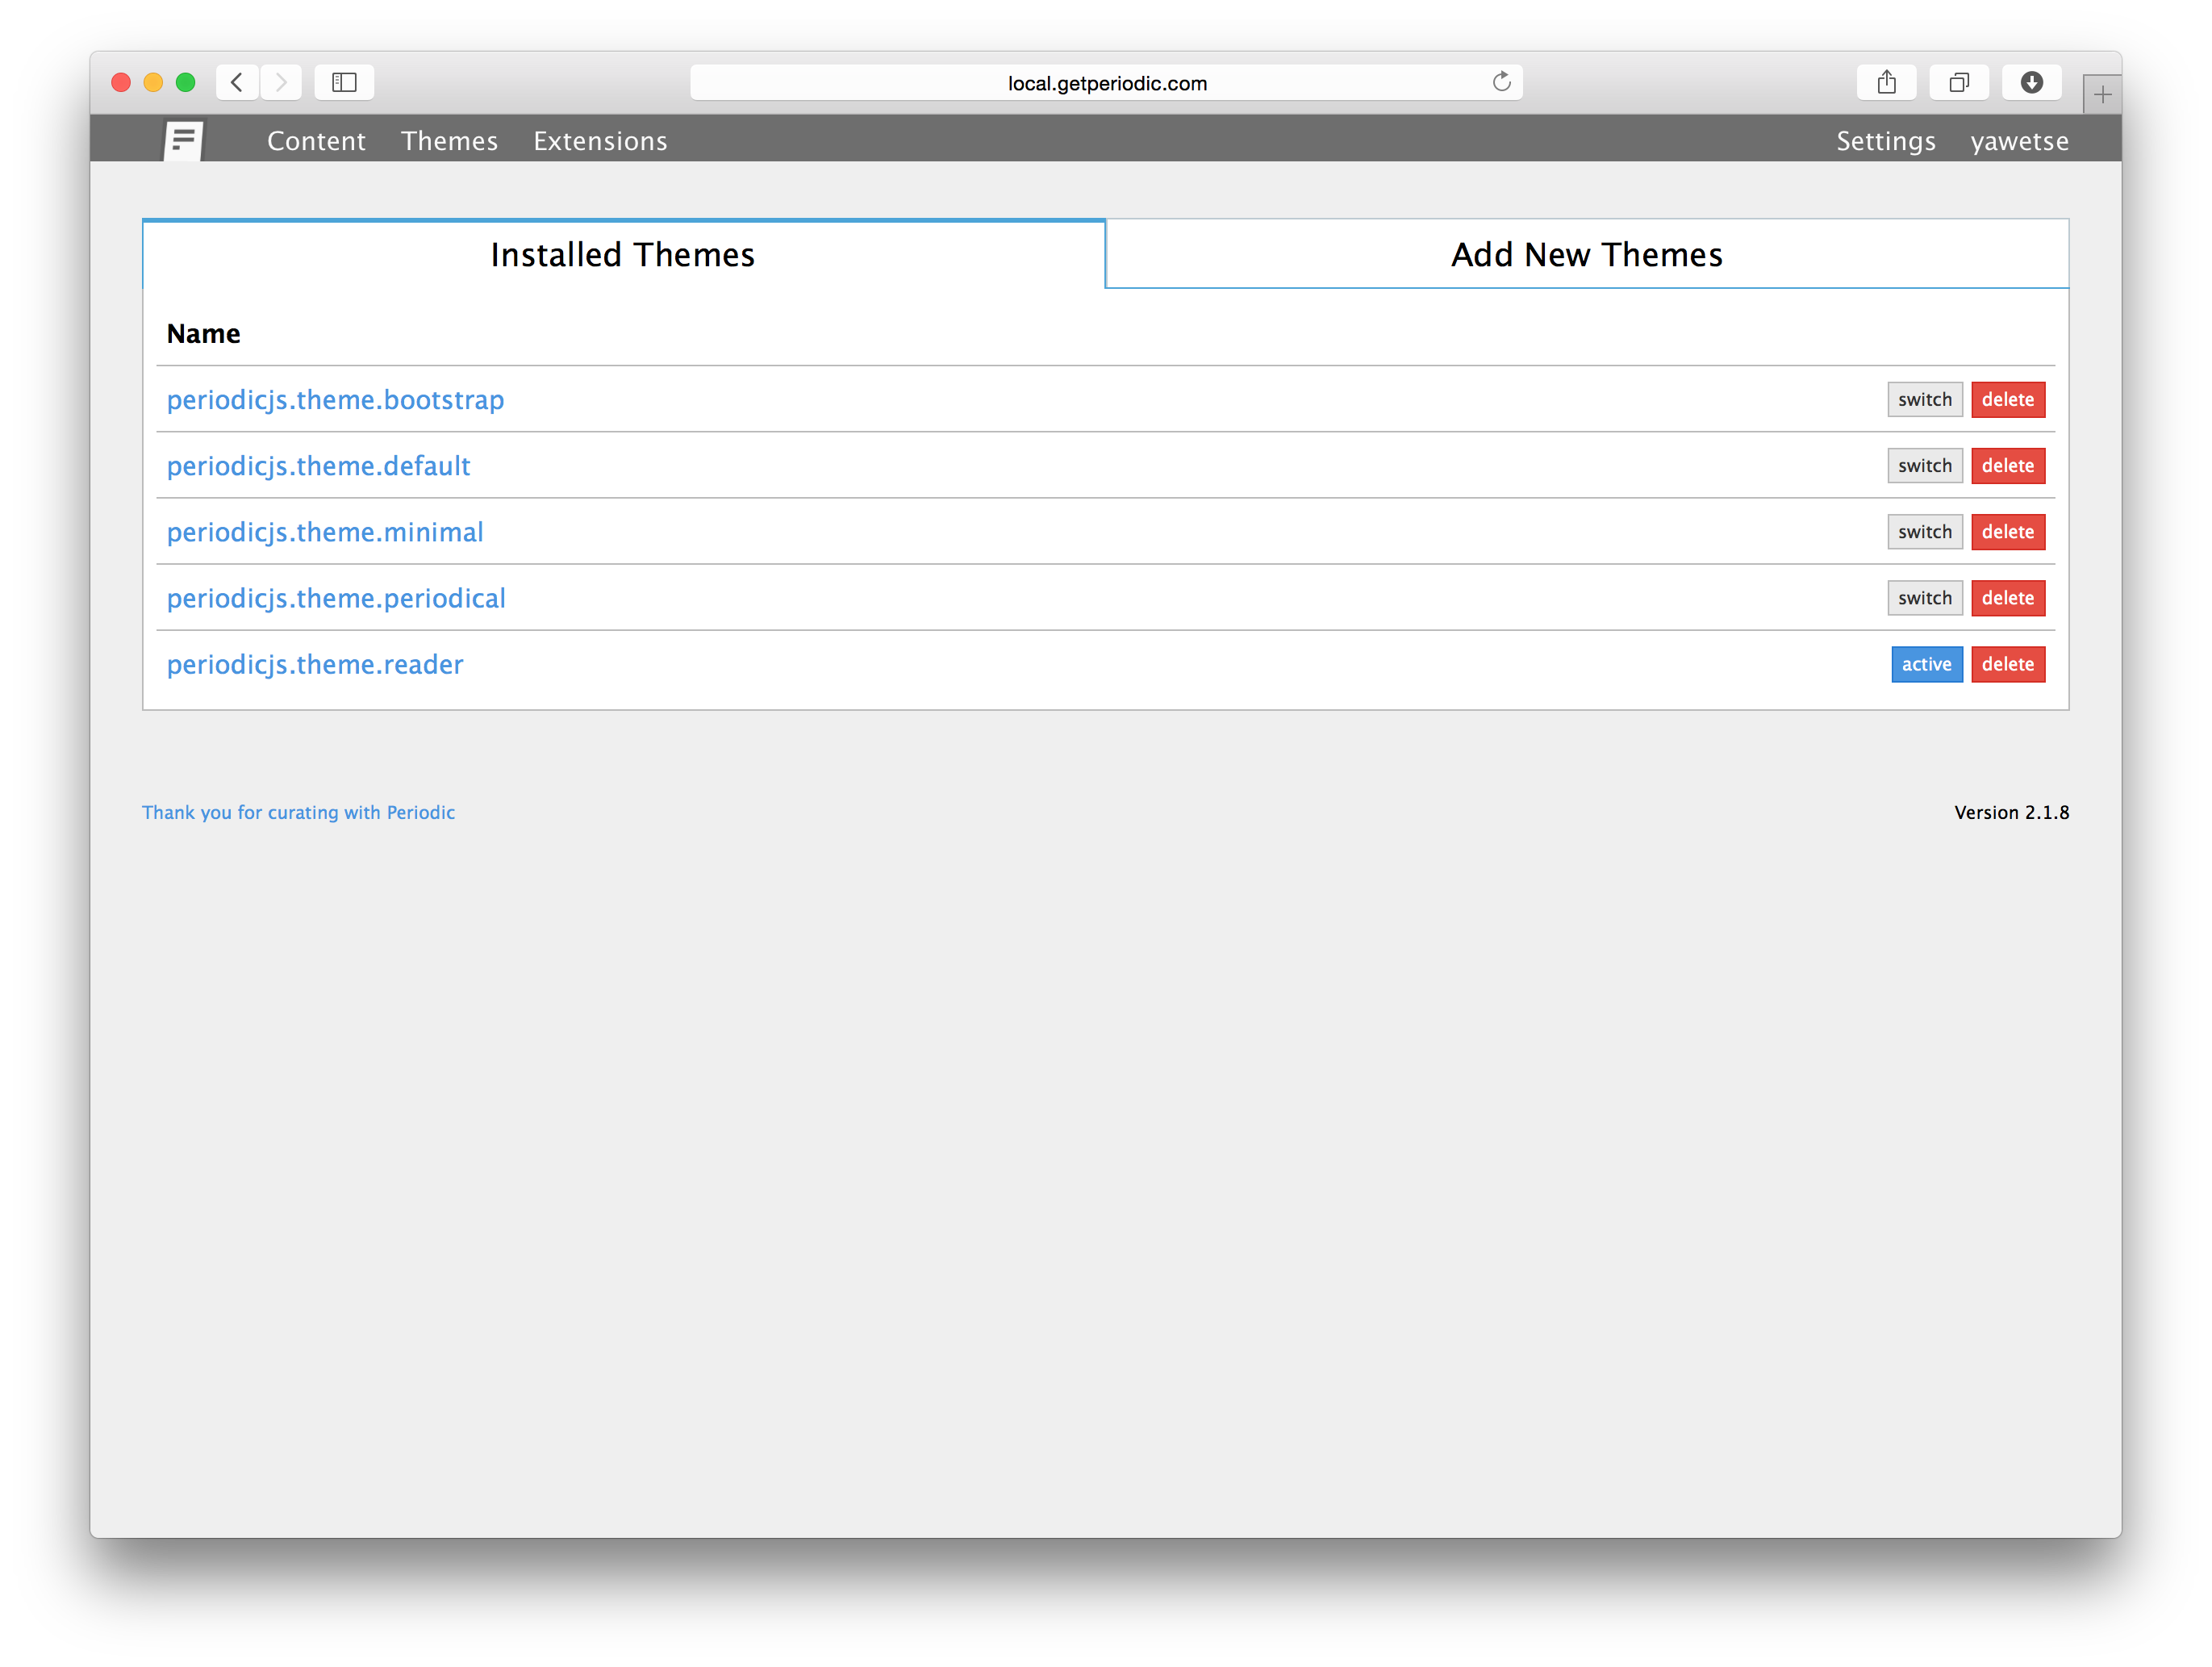 local.getperiodic.com
Content Themes Extensions Settings yawetse
Installed Themes Add New Themes
Name
periodicjs.theme.bootstrap switch delete
periodicjs.theme.default switch delete
periodicjs.theme.minimal switch delete
periodicjs.theme.periodical switch delete
periodicjs.theme.reader active delete
Thank you for curating with Periodic Version 2.1.8